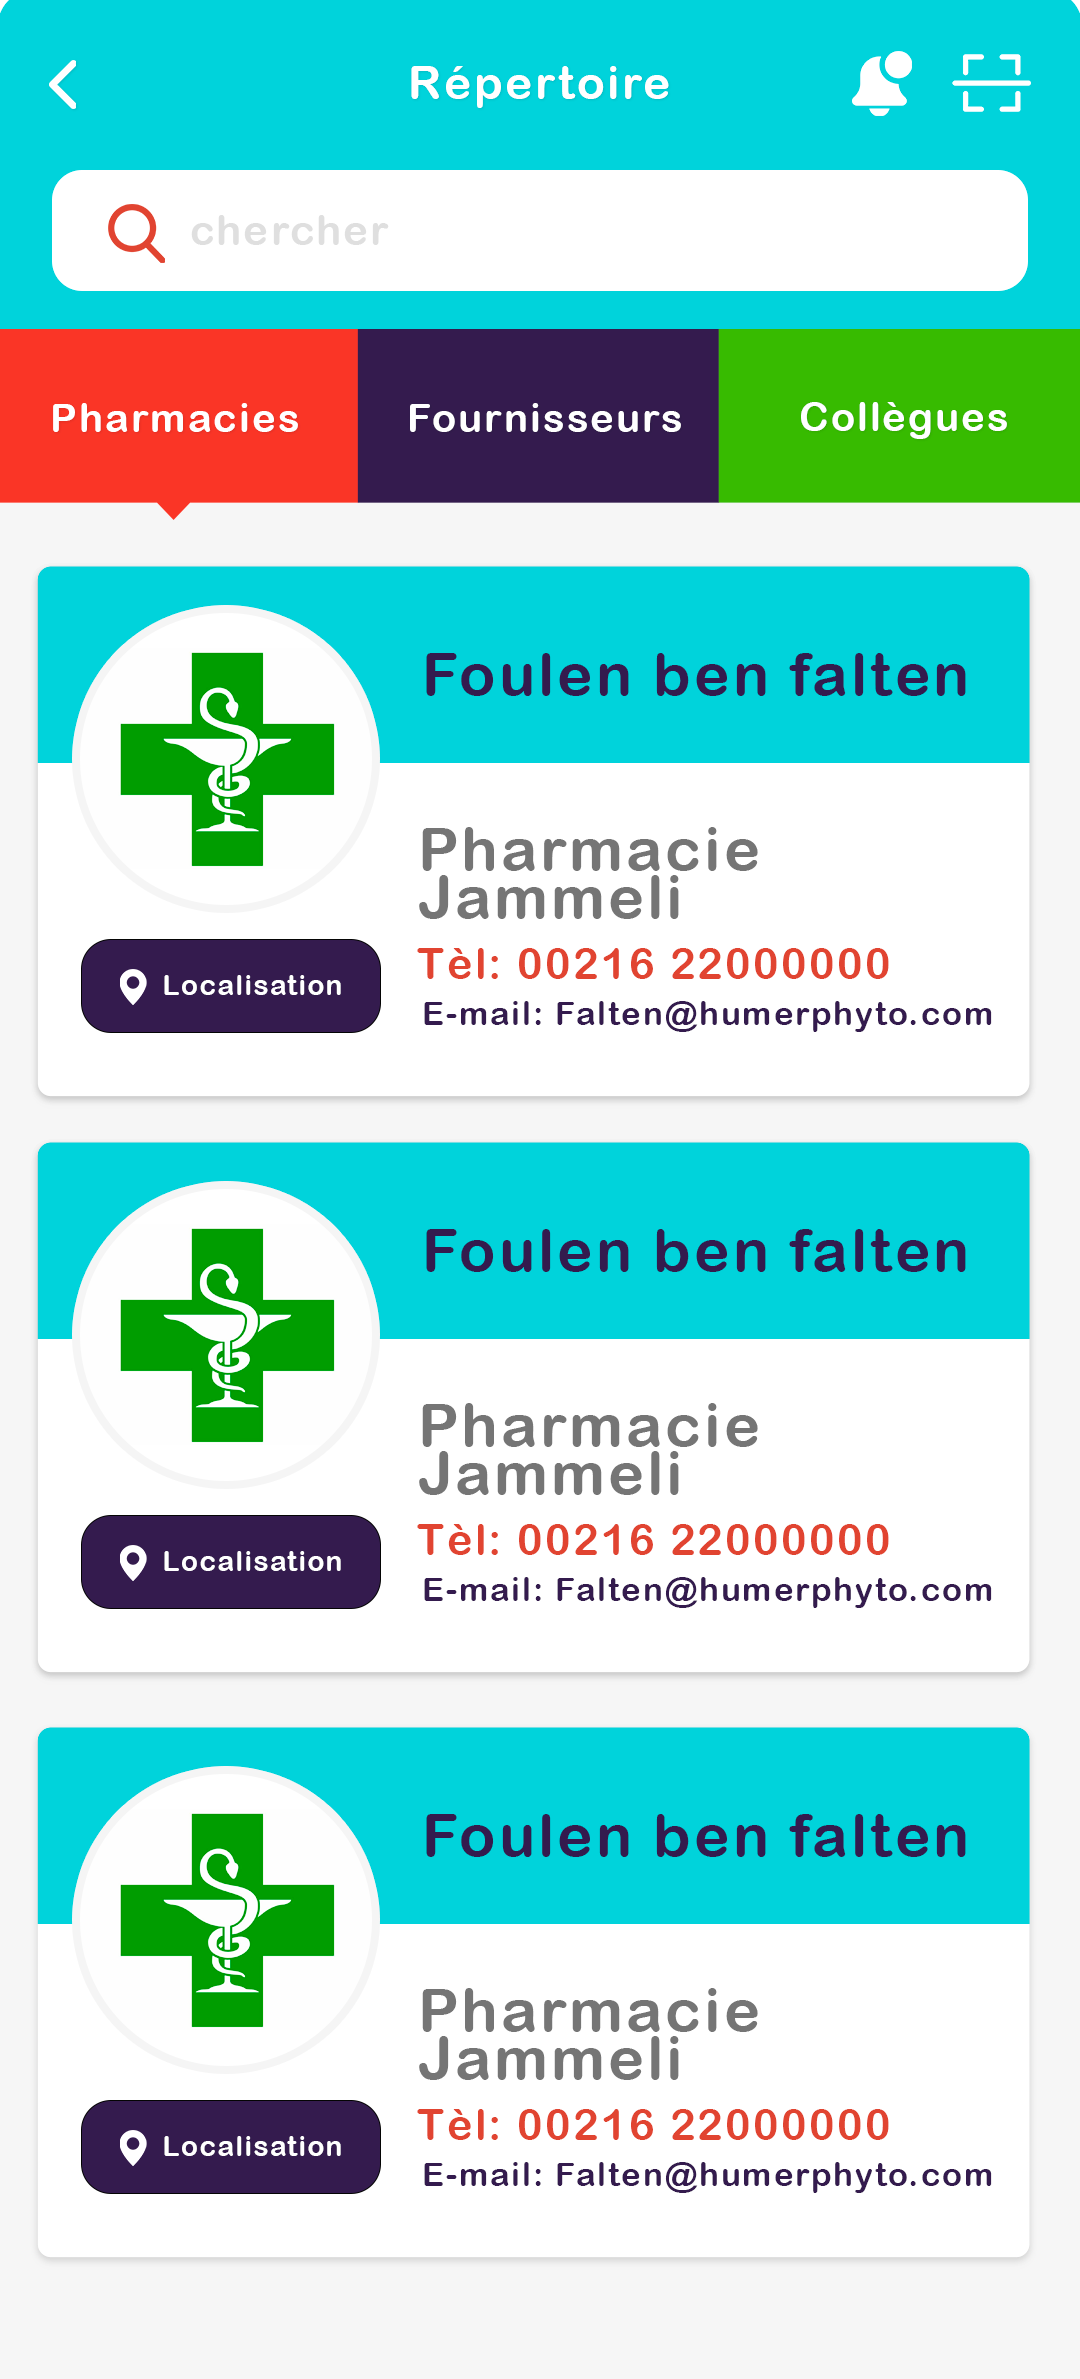 Répertoire
chercher
Pharmacies
Fournisseurs
Collègues
Foulen ben falten
Pharmacie
Jammeli
Tèl: 00216 22000000
E-mail: Falten@humerphyto.com
Localisation
Foulen ben falten
Pharmacie
Jammeli
Tèl: 00216 22000000
E-mail: Falten@humerphyto.com
Localisation
Foulen ben falten
Pharmacie
Jammeli
Tèl: 00216 22000000
E-mail: Falten@humerphyto.com
Localisation